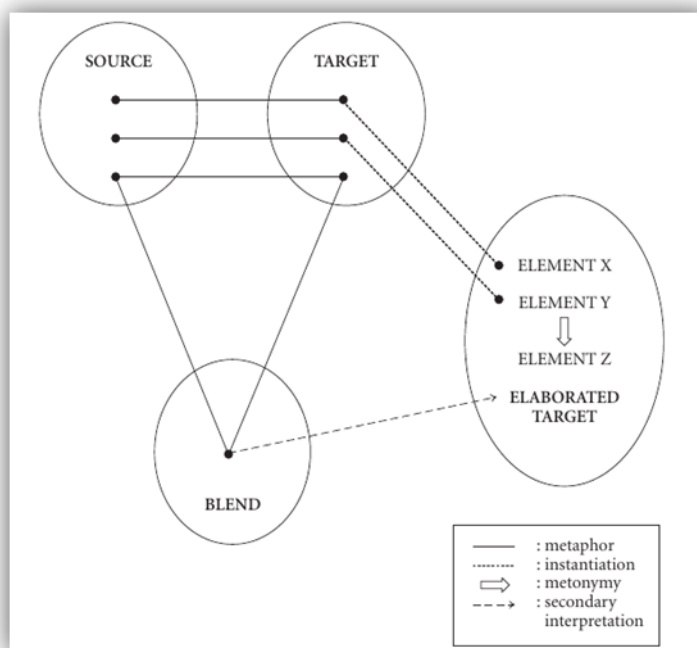 SOURCE
TARGET
ELEMENT X
ELEMENT Y
ELEMENT Z
ELABORATED
TARGET
BLEND
: metaphor
: instantiation
: metonymy
: secondary
interpretation